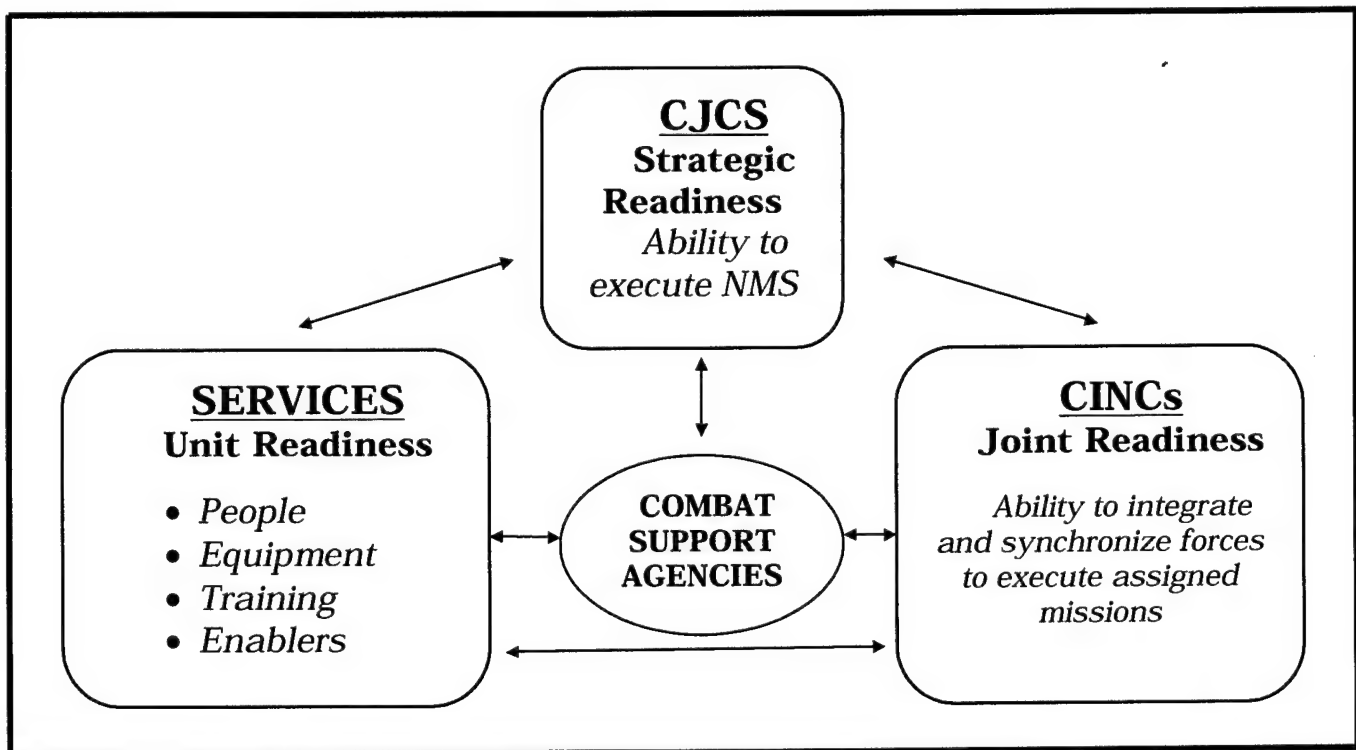 CJCS
Strategic
Readiness
Ability to
execute NMS
SERVICES
Unit Readiness
• People
• Equipment
• Training
• Enablers
COMBAT
SUPPORT
AGENCIES
CINCs
Joint Readiness
Ability to integrate
and synchronize forces
to execute assigned
missions